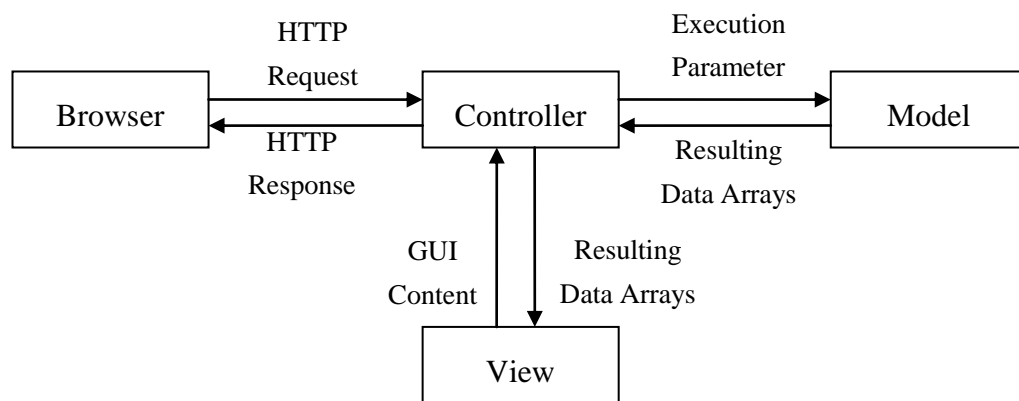 HTTP
Request
Execution
Parameter
Browser
Controller
Model
HTTP
Response
Resulting
Data Arrays
GUI
Content
Resulting
Data Arrays
View